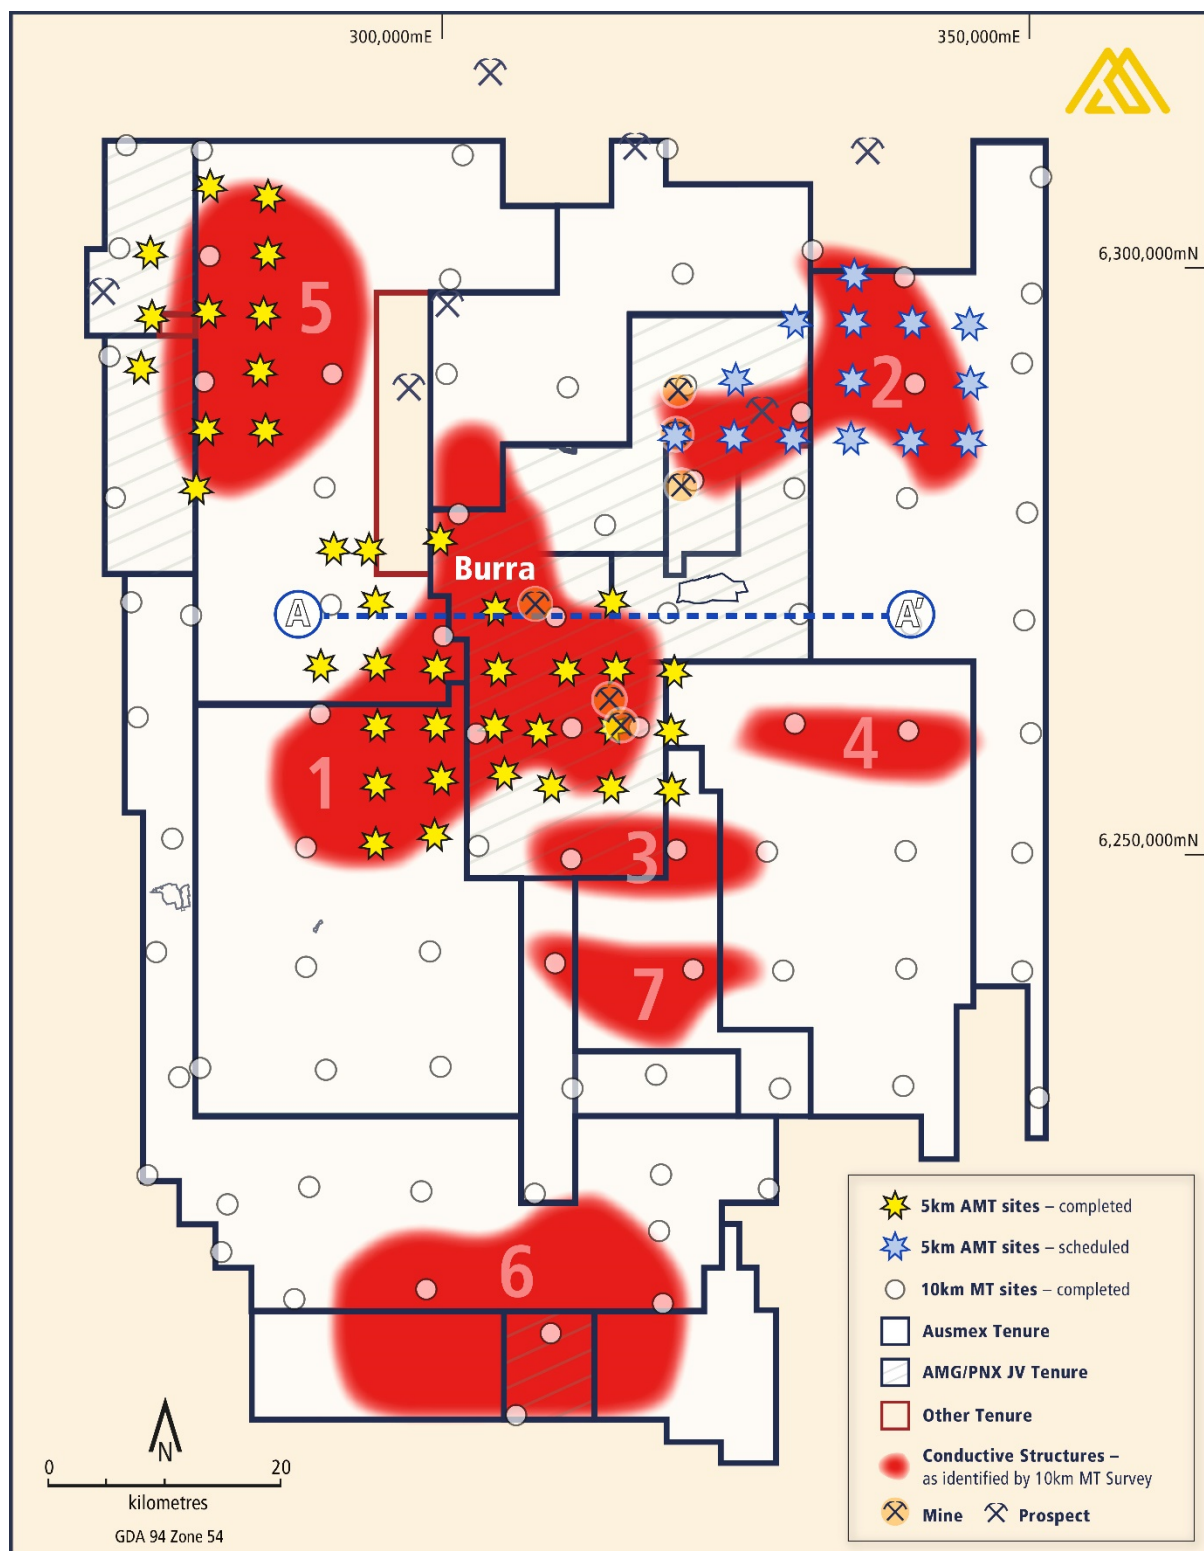 300,000mE
350,000mE
6,300,000mN
5
2
Burra
A
A'
1
4
6,250,000mN
3
7
6
5km AMT sites – completed
5km AMT sites – scheduled
10km MT sites – completed
Ausmex Tenure
AMG/PNX JV Tenure
Other Tenure
Conductive Structures –
as identified by 10km MT Survey
Mine Prospect
N
0 20
kilometres
GDA 94 Zone 54